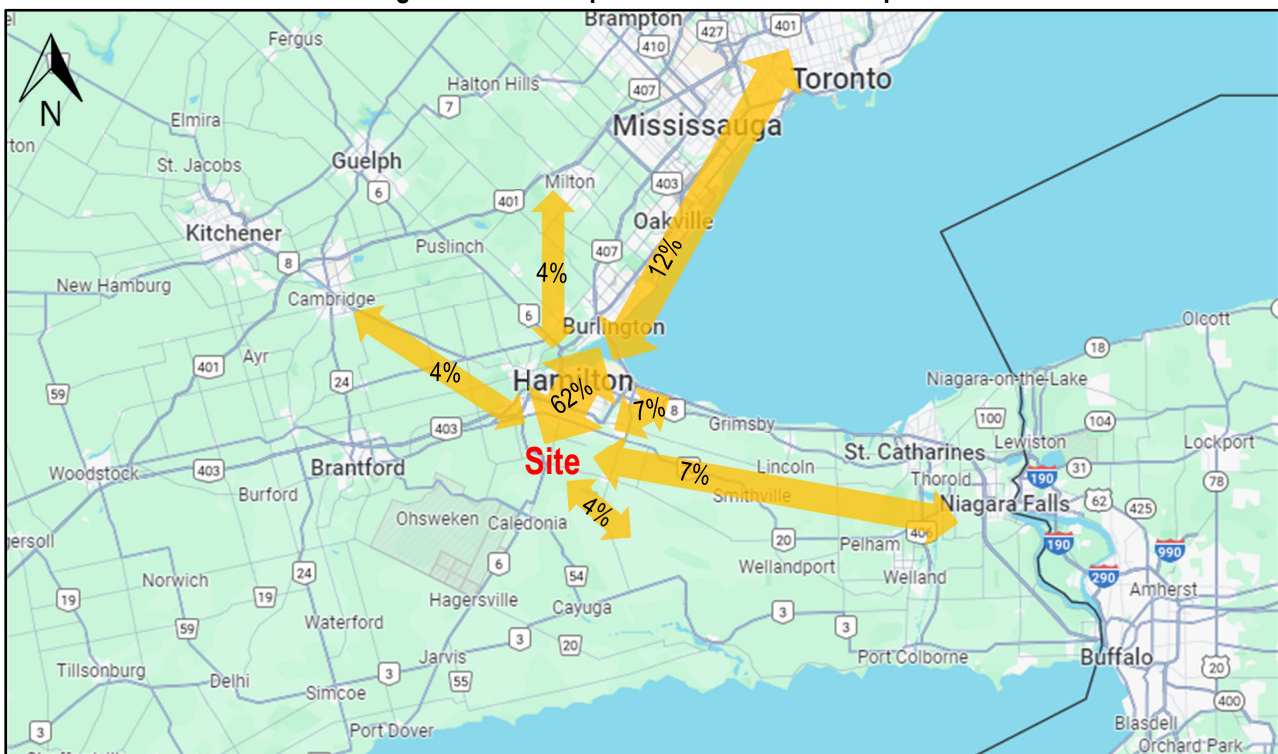 Brampton
427
401
410
Fergus
Toronto
Halton Hills
407
7
N
Elmira
Mississauga
ton
St. Jacobs
Guelph
6
Milton
403
401
Oakville
Kitchener
407
12%
Puslinch
8
4%
New Hamburg
Cambridge
6
Burlington
Olcott
18
Ayr
401
4%
24
Hamilton
62%
Niagara-on-the-Lake
59
7%
8
100
104
403
Grimsby
Lewiston
Lockport
St. Catharines
Site
Woodstock
403
Brantford
7%
Lincoln
31
Thorold
190
78
Burford
Smithville
Niagara Falls
62
425
4%
Ohsweken
Caledonia
406
gersoll
20
Pelham
190
990
6
Wellandport
Welland
290
Norwich
24
54
Amherst
19
19
Hagersville
Cayuga
3
59
Waterford
3
20
3
Jarvis
Port Colborne
Buffalo
Tillsonburg
Delhi
3
55
20
Simcoe
400
Port Dover
3
Blasdell
Orchard Park